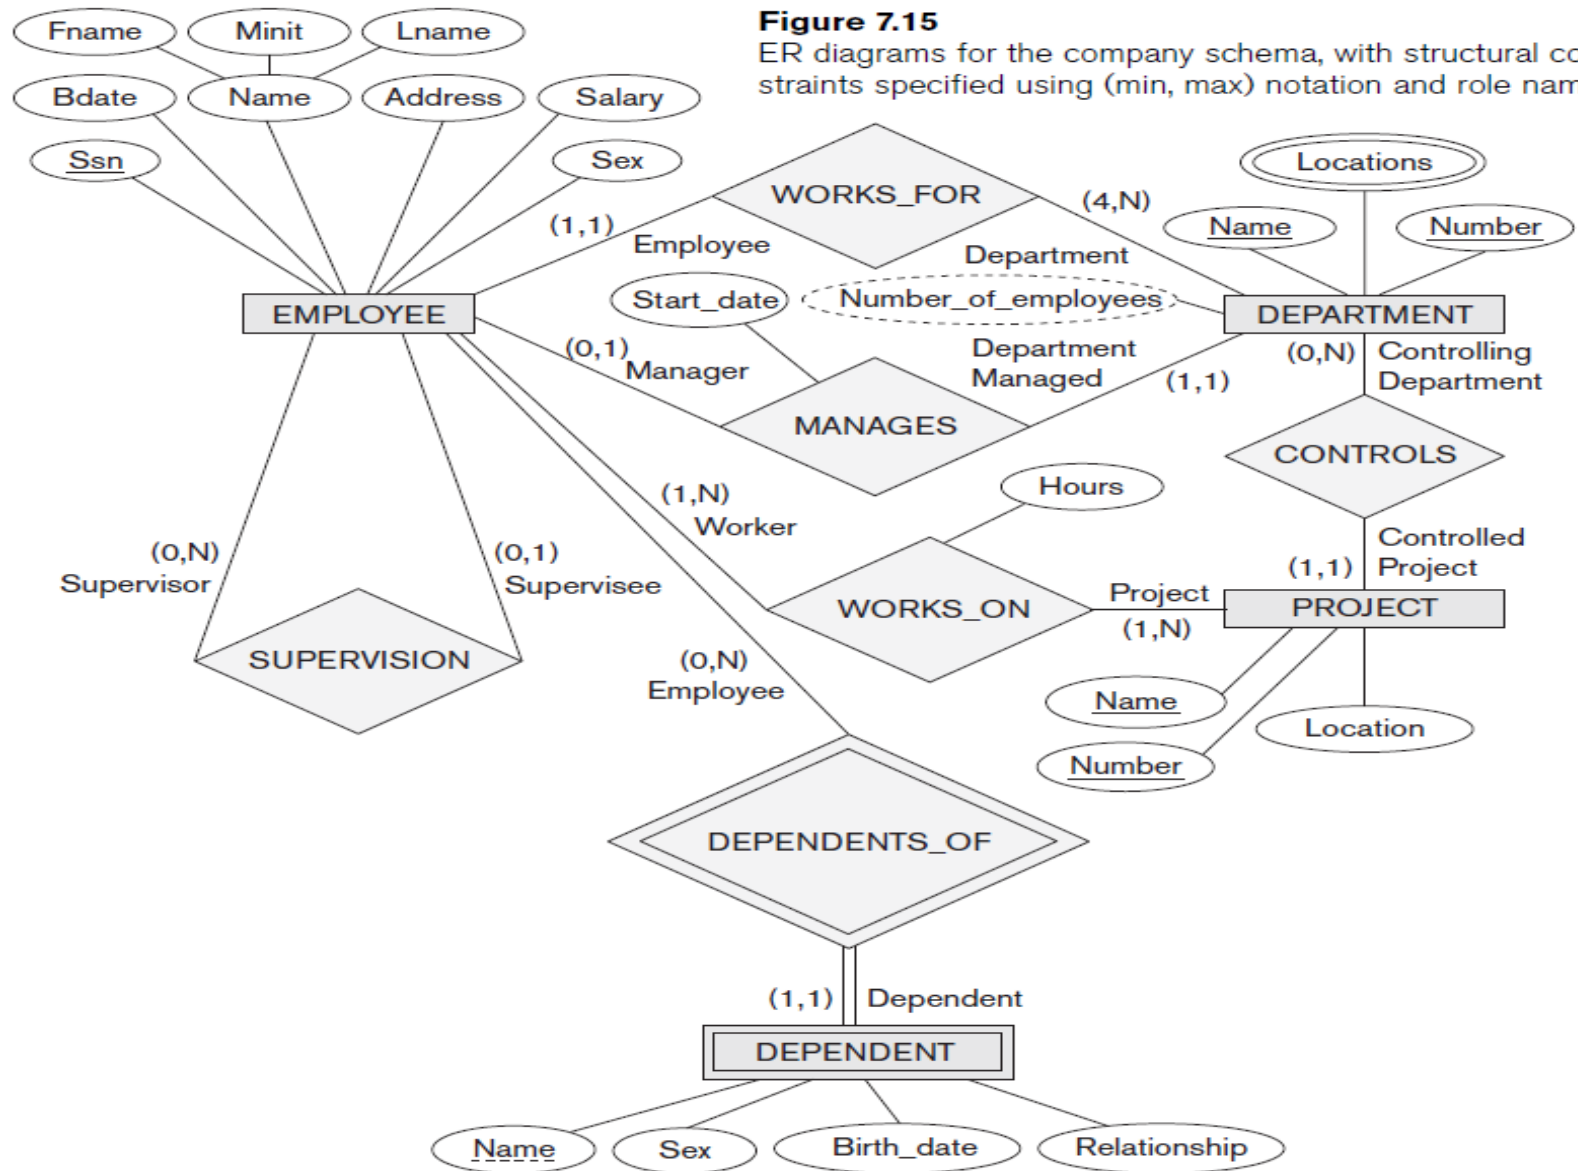 Figure 7.15
ER diagrams for the company schema, with structural co
straints specified using (min, max) notation and role nam
Fname
Minit
Lname
Bdate
Name
Address
Salary
Ssn
Sex
WORKS_FOR
(4,N)
Locations
Name
Number
(1,1)
Employee
Department
Start_date
Number_of_employees
EMPLOYEE
DEPARTMENT
(0,1)
Manager
Department
Managed
(1,1)
(0,N)
Controlling
Department
MANAGES
CONTROLS
(1,N)
Worker
Hours
(0,N)
Supervisor
(0,1)
Supervisee
Controlled
Project
(1,1)
WORKS_ON
Project
(1,N)
PROJECT
SUPERVISION
(0,N)
Employee
Name
Location
Number
DEPENDENTS_OF
(1,1)
Dependent
DEPENDENT
Name
Sex
Birth_date
Relationship